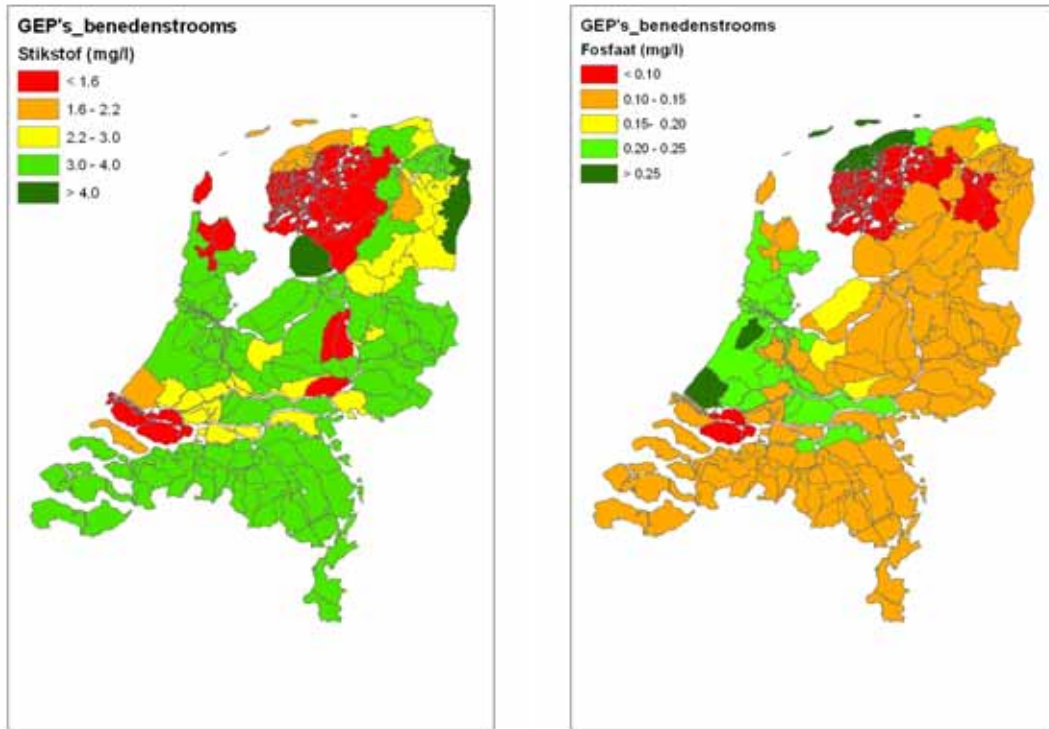 GEP's_benedenstrooms
Stikstof (mg/l)
< 1.6
1.6 - 2.2
2.2 - 3.0
3.0 - 4.0
> 4.0
GEP's_benedenstrooms
Fosfaat (mg/l)
< 0.10
0.10 - 0.15
0.15- 0.20
0.20 - 0.25
> 0.25